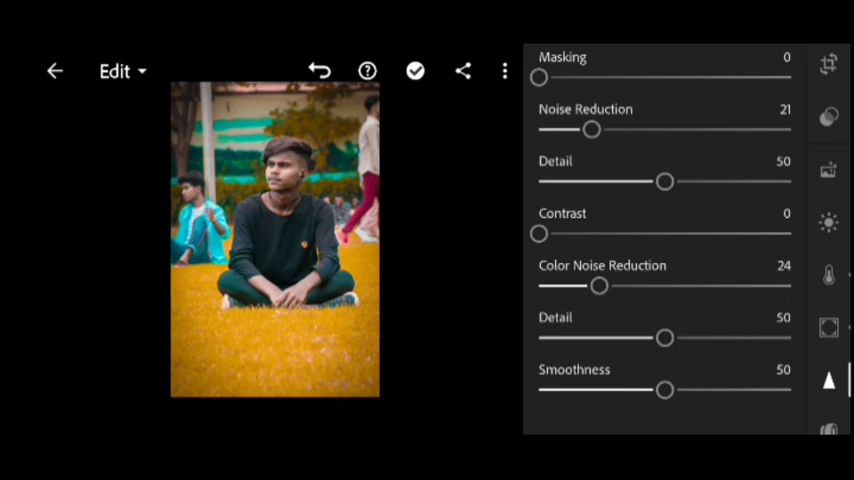 Edit
Masking 0
Noise Reduction 21
Detail 50
Contrast 0
Color Noise Reduction 24
Detail 50
Smoothness 50